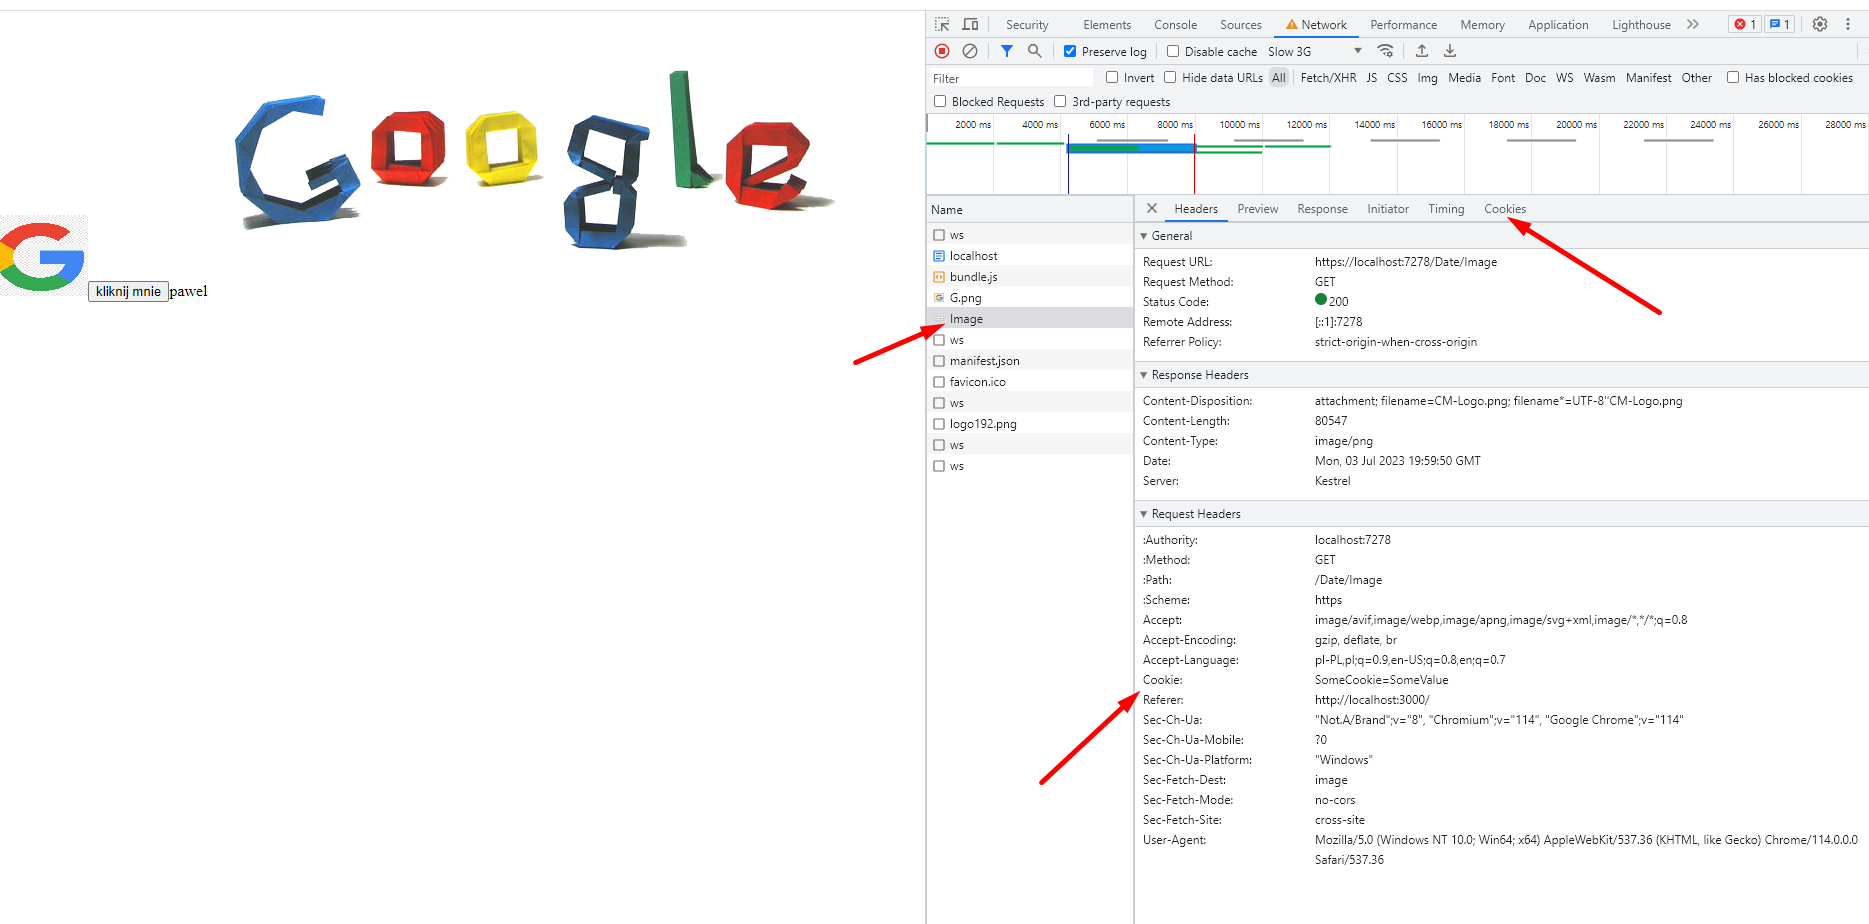 Google
G
kliknij mnie pawel
Security Elements Console Sources Network Performance Memory Application Lighthouse 1 1
Preserve log Disable cache Slow 3G
Filter Invert Hide data URLs All Fetch/XHR JS CSS Img Media Font Doc WS Wasm Manifest Other Has blocked cookies
Blocked Requests 3rd-party requests
2000 ms 4000 ms 6000 ms 8000 ms 10000 ms 12000 ms 14000 ms 16000 ms 18000 ms 20000 ms 22000 ms 24000 ms 26000 ms 28000 ms
Name
ws
localhost
bundle.js
G.png
Image
ws
manifest.json
favicon.ico
ws
logo192.png
ws
ws
Headers Preview Response Initiator Timing Cookies
General
Request URL: https://localhost:7278/Date/Image
Request Method: GET
Status Code: 200
Remote Address: [::1]:7278
Referrer Policy: strict-origin-when-cross-origin
Response Headers
Content-Disposition: attachment; filename=CM-Logo.png; filename*=UTF-8''CM-Logo.png
Content-Length: 80547
Content-Type: image/png
Date: Mon, 03 Jul 2023 19:59:50 GMT
Server: Kestrel
Request Headers
:Authority: localhost:7278
:Method: GET
:Path: /Date/Image
:Scheme: https
Accept: image/avif,image/webp,image/apng,image/svg+xml,image/*,*/*;q=0.8
Accept-Encoding: gzip, deflate, br
Accept-Language: pl-PL,pl;q=0.9,en-US;q=0.8,en;q=0.7
Cookie: SomeCookie=SomeValue
Referer: http://localhost:3000/
Sec-Ch-Ua: "Not.A/Brand";v="8", "Chromium";v="114", "Google Chrome";v="114"
Sec-Ch-Ua-Mobile: ?0
Sec-Ch-Ua-Platform: "Windows"
Sec-Fetch-Dest: image
Sec-Fetch-Mode: no-cors
Sec-Fetch-Site: cross-site
User-Agent: Mozilla/5.0 (Windows NT 10.0; Win64; x64) AppleWebKit/537.36 (KHTML, like Gecko) Chrome/114.0.0.0
Safari/537.36